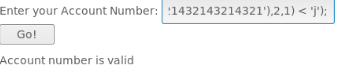 Enter your Account Number: '1432143214321'),2,1) < 'j');
Go!
Account number is valid